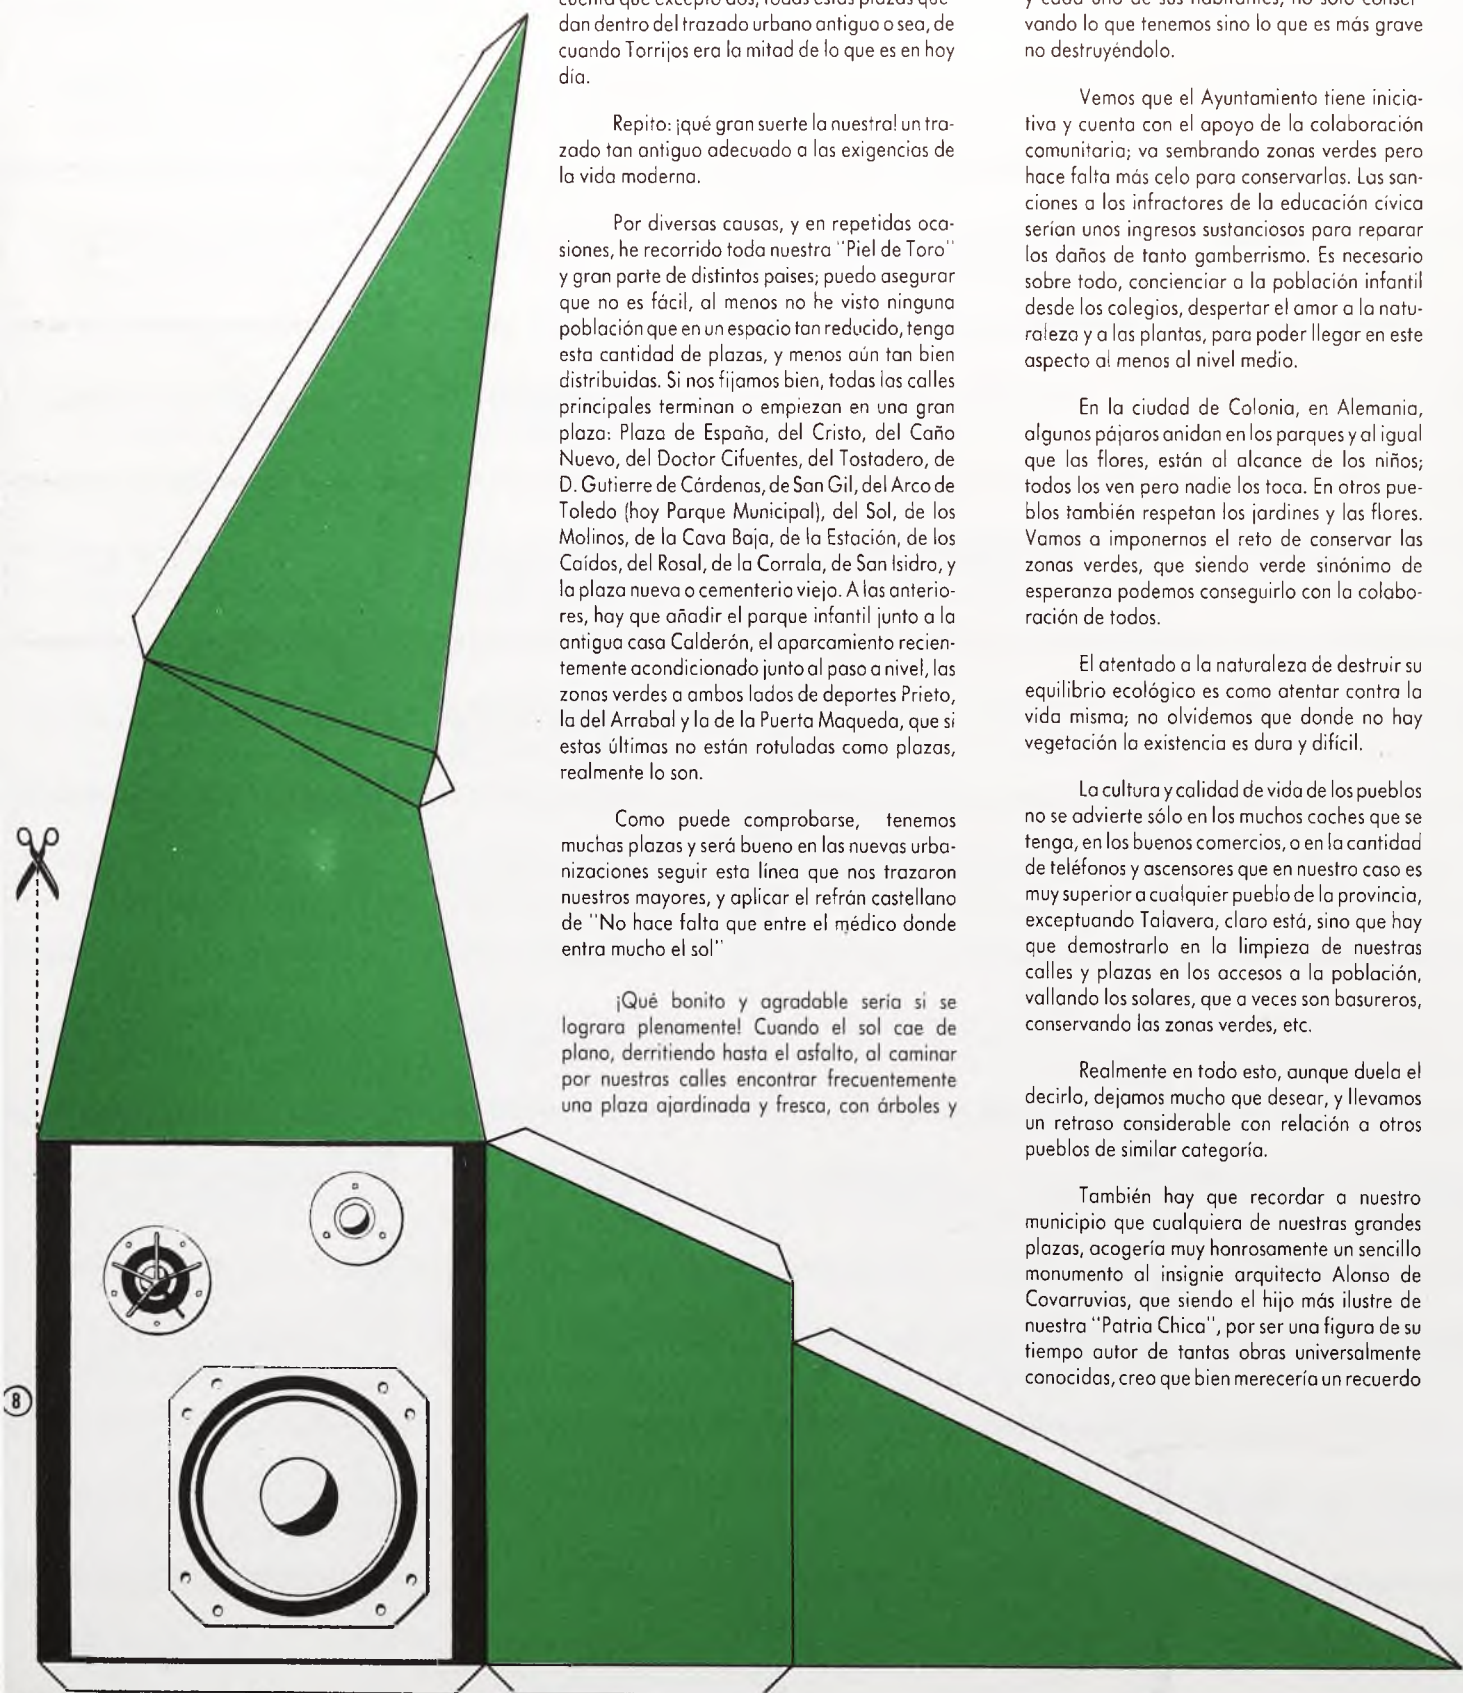 cuenta que excepto dos, todas estas plazas que-
dan dentro del trazado urbano antiguo o sea, de
cuando Torrijos era la mitad de lo que es en hoy
día.
Repito: ¡qué gran suerte la nuestra! un tra-
zado tan antiguo adecuado a las exigencias de
la vida moderna.
Por diversas causas, y en repetidas oca-
siones, he recorrido toda nuestra "Piel de Toro"
y gran parte de distintos paises; puedo asegurar
que no es fácil, al menos no he visto ninguna
población que en un espacio tan reducido, tenga
esta cantidad de plazas, y menos aún tan bien
distribuidas. Si nos fijamos bien, todas las calles
principales terminan o empiezan en una gran
plaza: Plaza de España, del Cristo, del Caño
Nuevo, del Doctor Cifuentes, del Tostadero, de
D. Gutierre de Cárdenas, de San Gil, del Arco de
Toledo (hoy Parque Municipal), del Sol, de los
Molinos, de la Cava Baja, de la Estación, de los
Caídos, del Rosal, de la Corrala, de San Isidro, y
la plaza nueva o cementerio viejo. A las anterio-
res, hay que añadir el parque infantil junto a la
antigua casa Calderón, el aparcamiento recien-
temente acondicionado junto al paso a nivel, las
zonas verdes a ambos lados de deportes Prieto,
la del Arrabal y la de la Puerta Maqueda, que si
estas últimas no están rotuladas como plazas,
realmente lo son.
Como puede comprobarse, tenemos
muchas plazas y será bueno en las nuevas urba-
nizaciones seguir esta línea que nos trazaron
nuestros mayores, y aplicar el refrán castellano
de "No hace falta que entre el médico donde
entra mucho el sol"
¡Qué bonito y agradable sería si se
lograra plenamente! Cuando el sol cae de
plano, derritiendo hasta el asfalto, al caminar
por nuestras calles encontrar frecuentemente
una plaza ajardinada y fresca, con árboles y
y cada uno de sus habitantes, no sólo conser-
vando lo que tenemos sino lo que es más grave
no destruyéndolo.
Vemos que el Ayuntamiento tiene inicia-
tiva y cuenta con el apoyo de la colaboración
comunitaria; va sembrando zonas verdes pero
hace falta más celo para conservarlas. Las san-
ciones a los infractores de la educación cívica
serían unos ingresos sustanciosos para reparar
los daños de tanto gamberrismo. Es necesario
sobre todo, concienciar a la población infantil
desde los colegios, despertar el amor a la natu-
raleza y a las plantas, para poder llegar en este
aspecto al menos al nivel medio.
En la ciudad de Colonia, en Alemania,
algunos pájaros anidan en los parques y al igual
que las flores, están al alcance de los niños;
todos los ven pero nadie los toca. En otros pue-
blos también respetan los jardines y las flores.
Vamos a imponernos el reto de conservar las
zonas verdes, que siendo verde sinónimo de
esperanza podemos conseguirlo con la colabo-
ración de todos.
El atentado a la naturaleza de destruir su
equilibrio ecológico es como atentar contra la
vida misma; no olvidemos que donde no hay
vegetación la existencia es dura y difícil.
La cultura y calidad de vida de los pueblos
no se advierte sólo en los muchos coches que se
tenga, en los buenos comercios, o en la cantidad
de teléfonos y ascensores que en nuestro caso es
muy superior a cualquier pueblo de la provincia,
exceptuando Talavera, claro está, sino que hay
que demostrarlo en la limpieza de nuestras
calles y plazas en los accesos a la población,
vallando los solares, que a veces son basureros,
conservando las zonas verdes, etc.
Realmente en todo esto, aunque duela el
decirlo, dejamos mucho que desear, y llevamos
un retraso considerable con relación a otros
pueblos de similar categoría.
También hay que recordar a nuestro
municipio que cualquiera de nuestras grandes
plazas, acogería muy honrosamente un sencillo
monumento al insignie arquitecto Alonso de
Covarruvias, que siendo el hijo más ilustre de
nuestra "Patria Chica", por ser una figura de su
tiempo autor de tantas obras universalmente
conocidas, creo que bien merecería un recuerdo
8